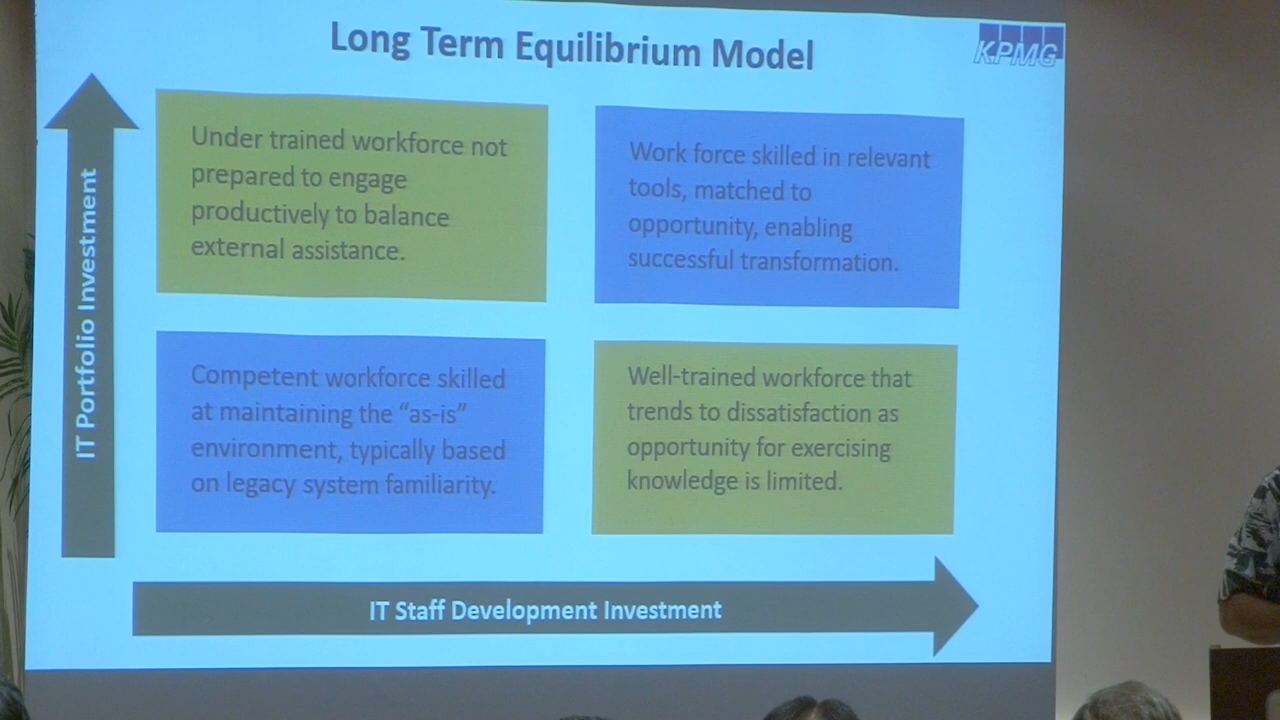 Long Term Equilibrium Model
KPMG
IT Portfolio Investment
Under trained workforce not
prepared to engage
productively to balance
external assistance.
Work force skilled in relevant
tools, matched to
opportunity, enabling
successful transformation.
Competent workforce skilled
at maintaining the “as-is”
environment, typically based
on legacy system familiarity.
Well-trained workforce that
trends to dissatisfaction as
opportunity for exercising
knowledge is limited.
IT Staff Development Investment